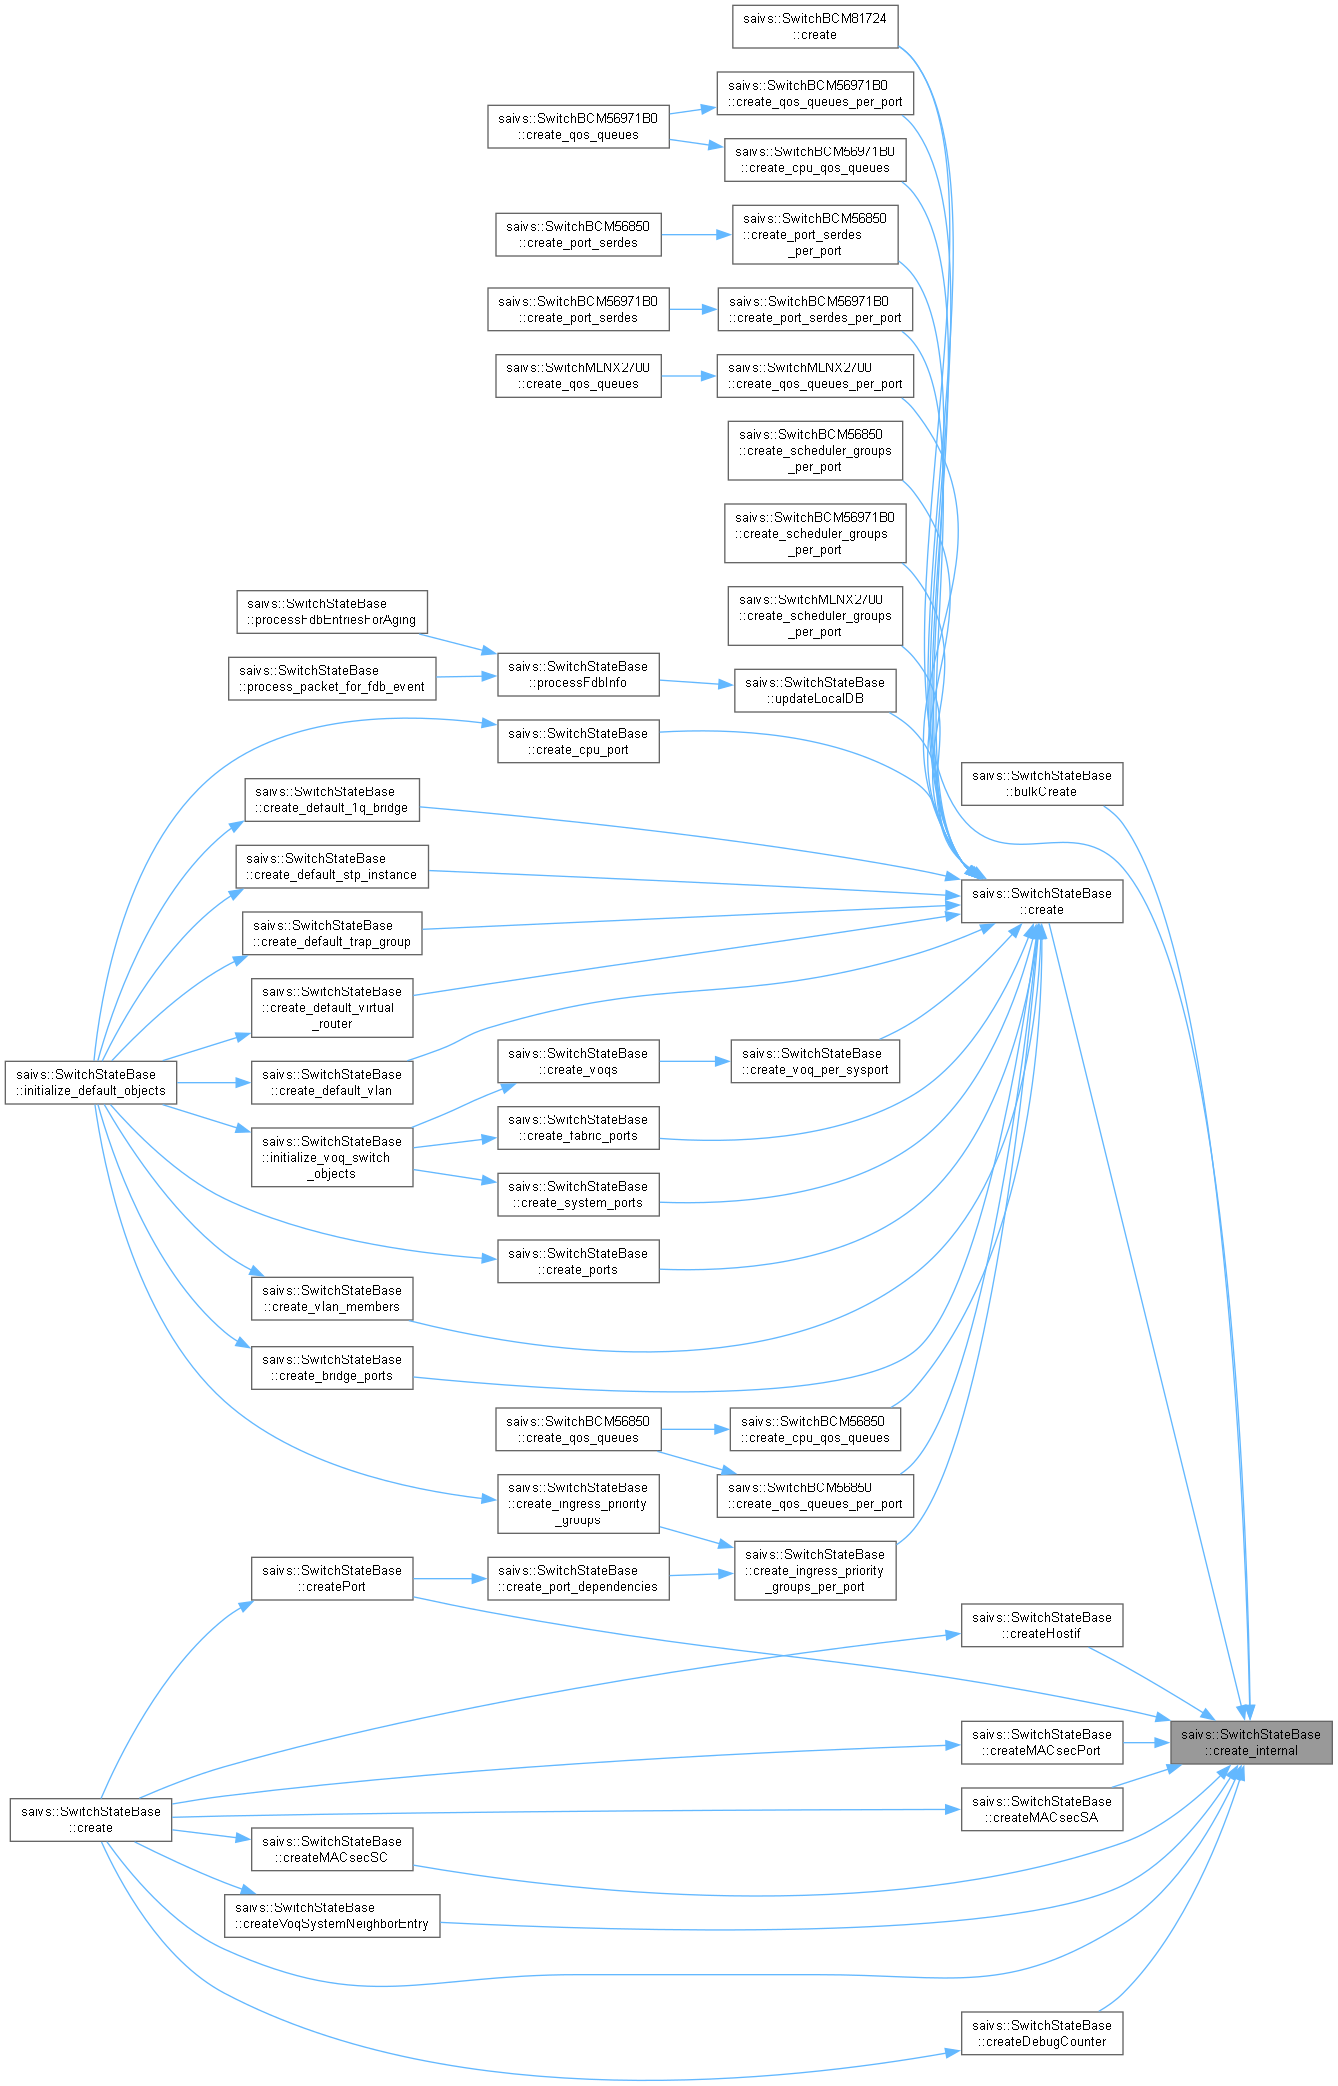 saivs::SwitchBCM81724
::create
saivs::SwitchBCM56971B0
::create_qos_queues_per_port
saivs::SwitchBCM56971B0
::create_qos_queues
saivs::SwitchBCM56971B0
::create_cpu_qos_queues
saivs::SwitchBCM56850
::create_port_serdes
_per_port
saivs::SwitchBCM56850
::create_port_serdes
saivs::SwitchBCM56971B0
::create_port_serdes_per_port
saivs::SwitchBCM56971B0
::create_port_serdes
saivs::SwitchMLNX2700
::create_qos_queues_per_port
saivs::SwitchMLNX2700
::create_qos_queues
saivs::SwitchBCM56850
::create_scheduler_groups
_per_port
saivs::SwitchBCM56971B0
::create_scheduler_groups
_per_port
saivs::SwitchMLNX2700
::create_scheduler_groups
_per_port
saivs::SwitchStateBase
::processFdbEntriesForAging
saivs::SwitchStateBase
::process_packet_for_fdb_event
saivs::SwitchStateBase
::processFdbInfo
saivs::SwitchStateBase
::updateLocalDB
saivs::SwitchStateBase
::create_cpu_port
saivs::SwitchStateBase
::bulkCreate
saivs::SwitchStateBase
::create_default_1q_bridge
saivs::SwitchStateBase
::create_default_stp_instance
saivs::SwitchStateBase
::create
saivs::SwitchStateBase
::create_default_trap_group
saivs::SwitchStateBase
::create_default_virtual
_router
saivs::SwitchStateBase
::initialize_default_objects
saivs::SwitchStateBase
::create_default_vlan
saivs::SwitchStateBase
::create_voqs
saivs::SwitchStateBase
::create_voq_per_sysport
saivs::SwitchStateBase
::initialize_voq_switch
_objects
saivs::SwitchStateBase
::create_fabric_ports
saivs::SwitchStateBase
::create_system_ports
saivs::SwitchStateBase
::create_ports
saivs::SwitchStateBase
::create_vlan_members
saivs::SwitchStateBase
::create_bridge_ports
saivs::SwitchBCM56850
::create_qos_queues
saivs::SwitchBCM56850
::create_cpu_qos_queues
saivs::SwitchStateBase
::create_ingress_priority
_groups
saivs::SwitchBCM56850
::create_qos_queues_per_port
saivs::SwitchStateBase
::createPort
saivs::SwitchStateBase
::create_port_dependencies
saivs::SwitchStateBase
::create_ingress_priority
_groups_per_port
saivs::SwitchStateBase
::createHostif
saivs::SwitchStateBase
::createMACsecPort
saivs::SwitchStateBase
::create_internal
saivs::SwitchStateBase
::create
saivs::SwitchStateBase
::createMACsecSA
saivs::SwitchStateBase
::createMACsecSC
saivs::SwitchStateBase
::createVoqSystemNeighborEntry
saivs::SwitchStateBase
::createDebugCounter